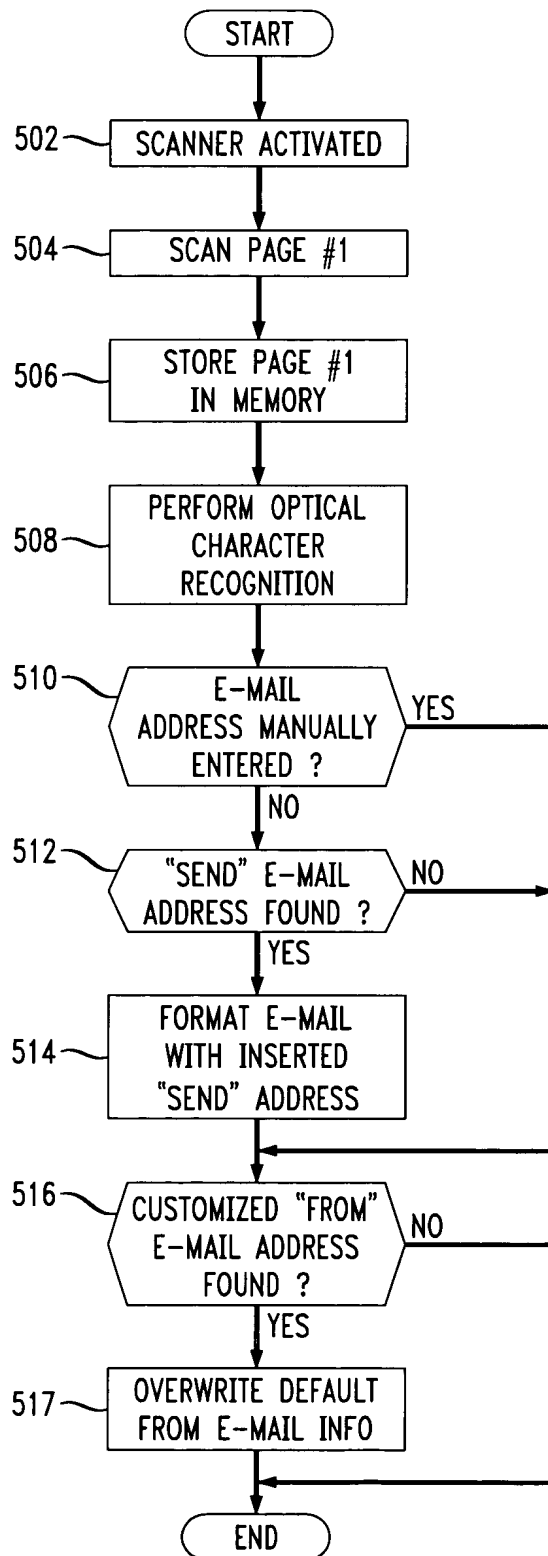 START
502
SCANNER ACTIVATED
504
SCAN PAGE #1
506
STORE PAGE #1
IN MEMORY
508
PERFORM OPTICAL
CHARACTER
RECOGNITION
510
E-MAIL
ADDRESS MANUALLY
ENTERED ?
YES
NO
512
"SEND" E-MAIL
ADDRESS FOUND ?
NO
YES
514
FORMAT E-MAIL
WITH INSERTED
"SEND" ADDRESS
516
CUSTOMIZED "FROM"
E-MAIL ADDRESS
FOUND ?
NO
YES
517
OVERWRITE DEFAULT
FROM E-MAIL INFO
END